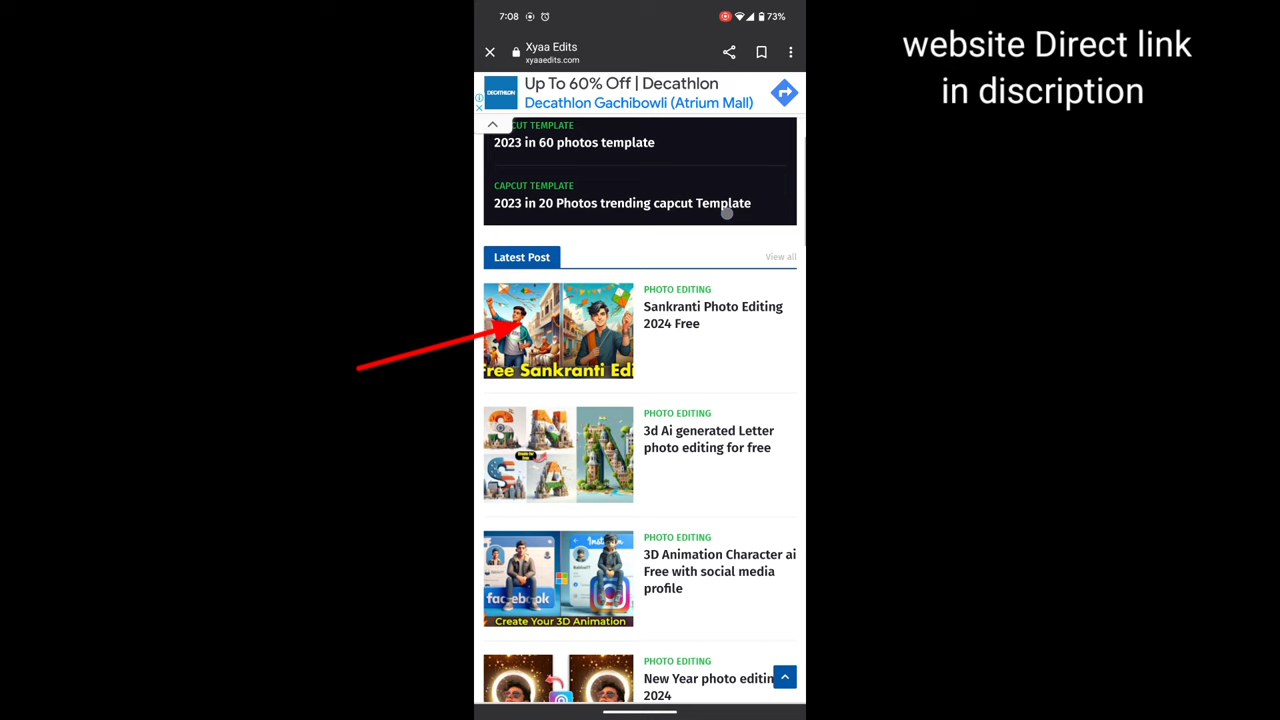 7:08
73%
website Direct link
in discription
Xyaa Edits
xyaaedits.com
DECATHLON
Up To 60% Off | Decathlon
Decathlon Gachibowli (Atrium Mall)
CUT TEMPLATE
2023 in 60 photos template
CAPCUT TEMPLATE
2023 in 20 Photos trending capcut Template
Latest Post
View all
PHOTO EDITING
Sankranti Photo Editing
2024 Free
Free Sankranti Edi
PHOTO EDITING
3d Ai generated Letter
photo editing for free
S N
S A N
PHOTO EDITING
3D Animation Character ai
Free with social media
profile
facebook
Create Your 3D Animation
PHOTO EDITING
New Year photo editin
2024